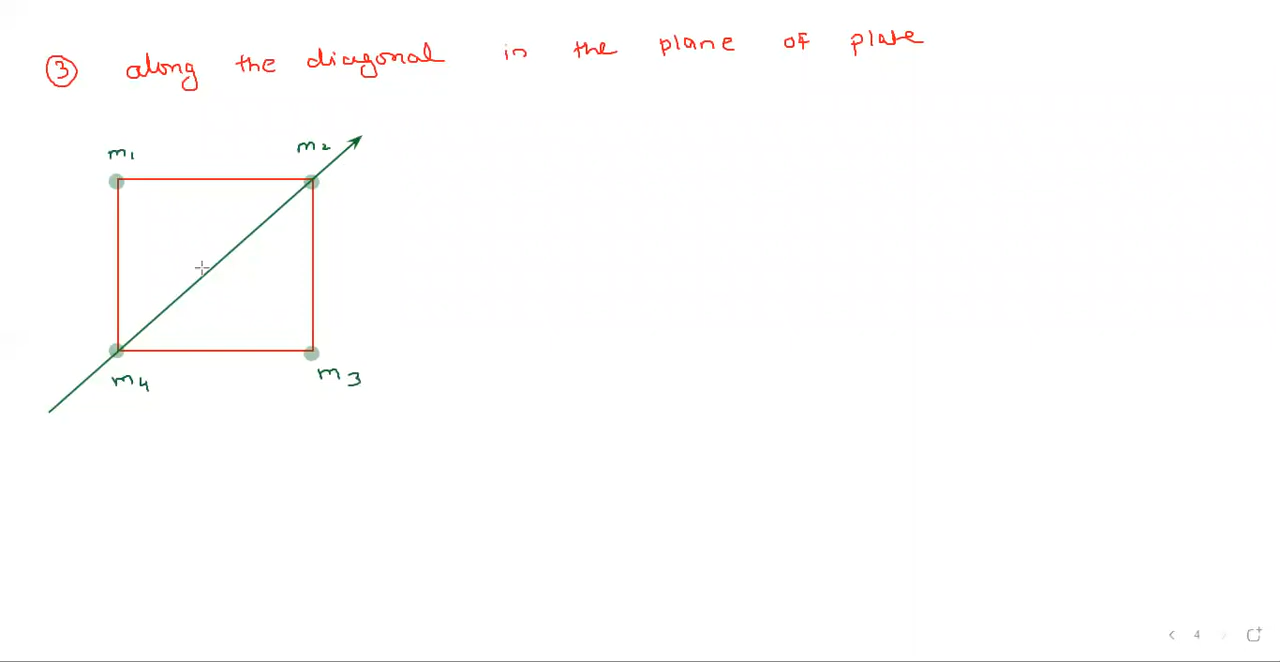 ③ along the diagonal in the plane of plate
m₁ m₂
m₄ m₃
4